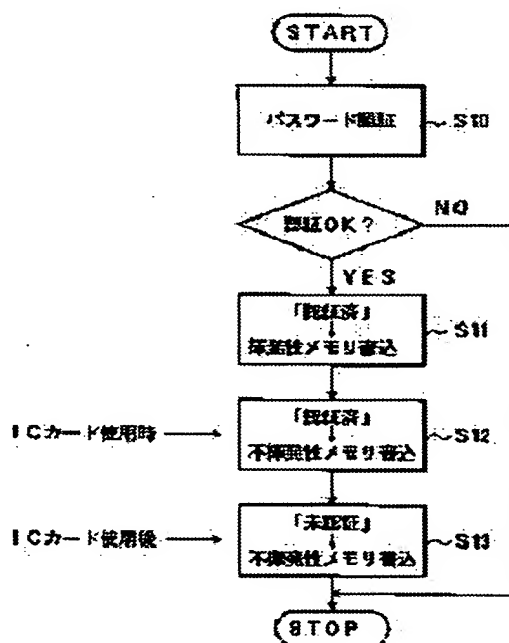 START
パスワード認証
S10
認証OK?
NO
YES
「認証済」
揮発性メモリ書込
S11
ICカード使用時
「認証済」
不揮発性メモリ書込
S12
ICカード使用後
「未認証」
不揮発性メモリ書込
S13
STOP